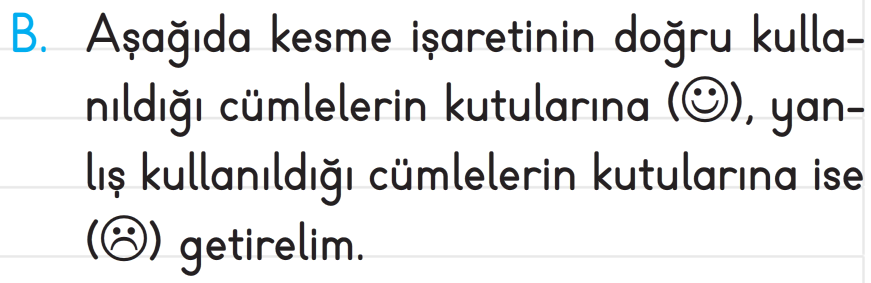 B. Aşağıda kesme işaretinin doğru kulla-
nıldığı cümlelerin kutularına (☺), yan-
lış kullanıldığı cümlelerin kutularına ise
(☹) getirelim.